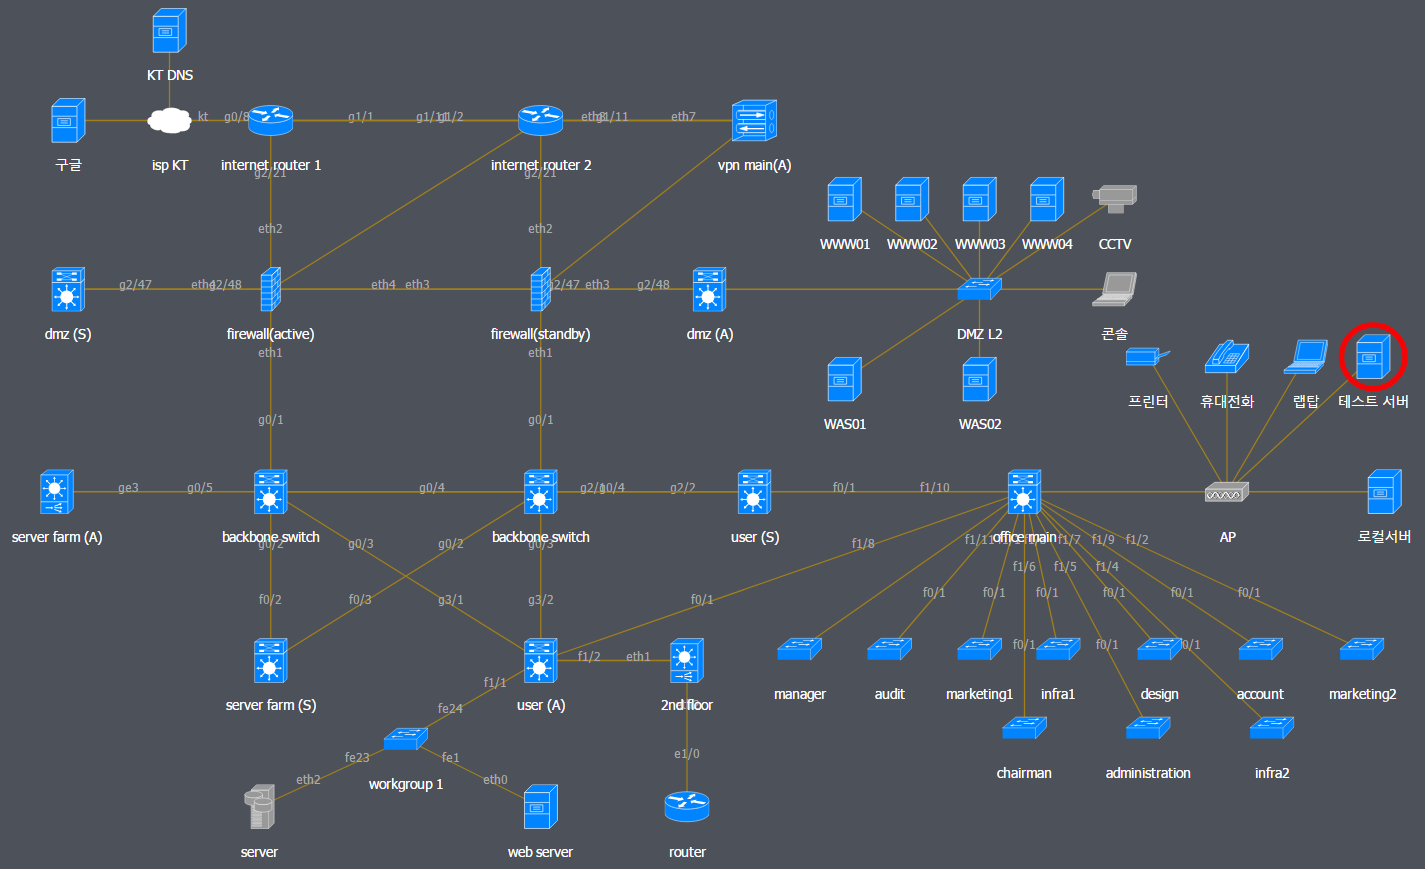 KT DNS
kt
g0/8
g1/1
g1/2
g1/11
eth7
구글
isp KT
internet router 1
internet router 2
vpn main(A)
g2/21
g2/21
eth2
eth2
WWW01
WWW02
WWW03
WWW04
CCTV
g2/47
g2/48
eth4
eth3
g2/47
eth3
g2/48
dmz (S)
firewall(active)
firewall(standby)
dmz (A)
DMZ L2
콘솔
eth1
eth1
프린터
휴대전화
랩탑
테스트 서버
g0/1
g0/1
WAS01
WAS02
ge3
g0/5
g0/4
g0/4
g2/2
f0/1
f1/10
server farm (A)
backbone switch
backbone switch
user (S)
office main
AP
로컬서버
g0/2
g0/3
g0/2
g0/3
f1/8
f1/11
f1/7
f1/9
f1/2
f1/6
f1/5
f1/4
f0/2
f0/3
g3/1
g3/2
f0/1
f0/1
f0/1
f0/1
f0/1
f0/1
f0/1
f0/1
f0/1
f0/1
f1/2
eth1
f1/1
manager
audit
marketing1
infra1
design
account
marketing2
server farm (S)
user (A)
2nd floor
fe24
fe23
fe1
e1/0
chairman
administration
infra2
eth2
eth0
workgroup 1
server
web server
router